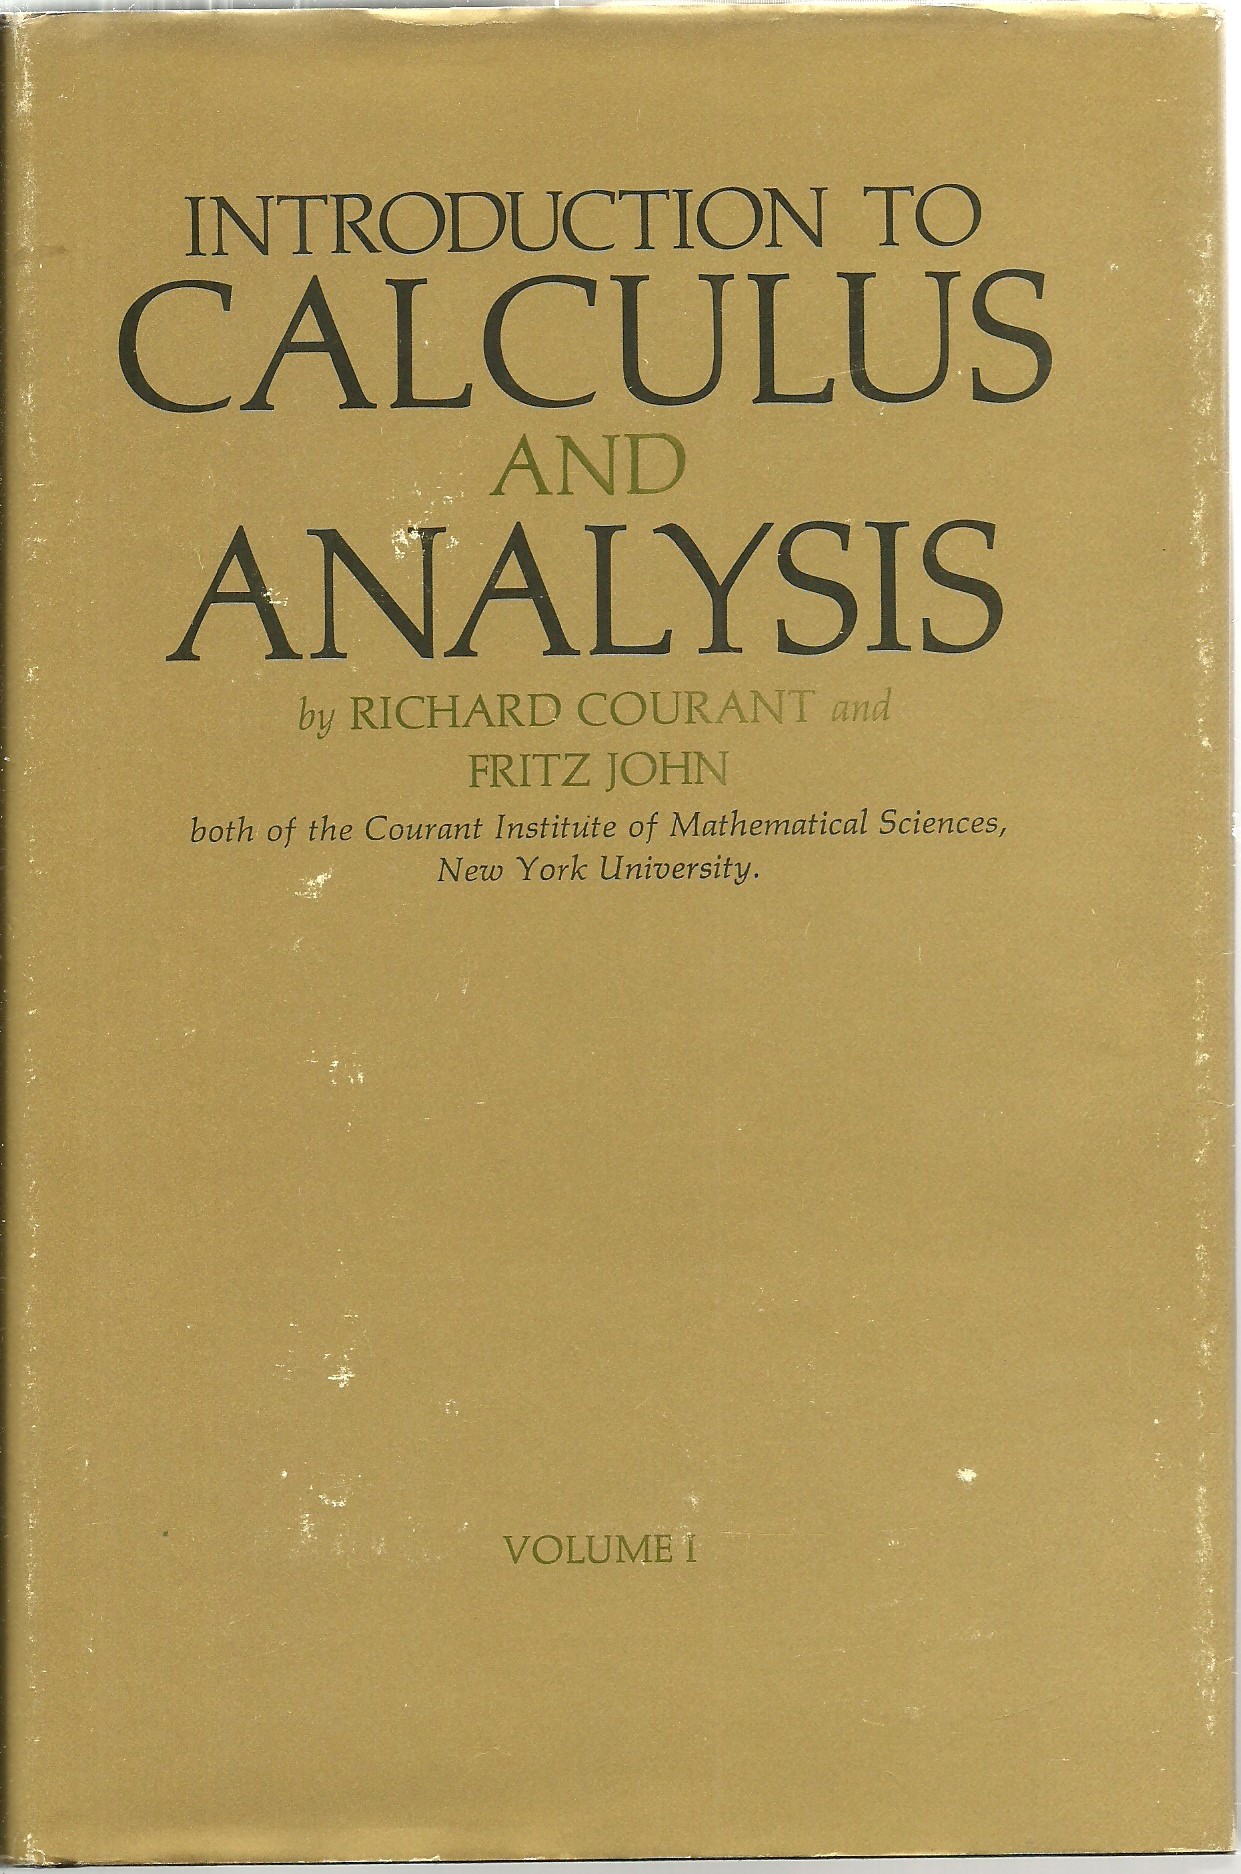 INTRODUCTION TO
CALCULUS
AND
ANALYSIS
by RICHARD COURANT and
FRITZ JOHN
both of the Courant Institute of Mathematical Sciences,
New York University.
VOLUME I